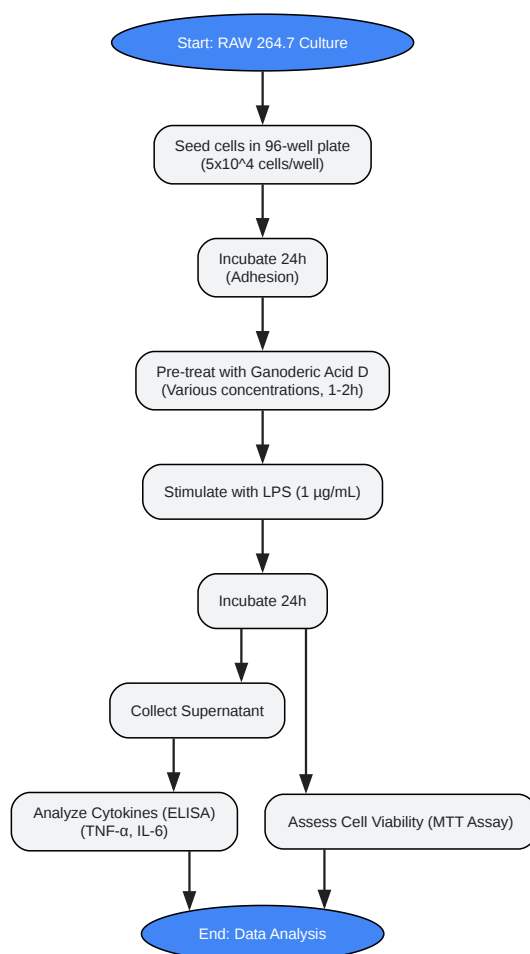 Start: RAW 264.7 Culture
Seed cells in 96-well plate
(5x10^4 cells/well)
Incubate 24h
(Adhesion)
Pre-treat with Ganoderic Acid D
(Various concentrations, 1-2h)
Stimulate with LPS (1 µg/mL)
Incubate 24h
Collect Supernatant
Analyze Cytokines (ELISA)
(TNF-α, IL-6)
Assess Cell Viability (MTT Assay)
End: Data Analysis